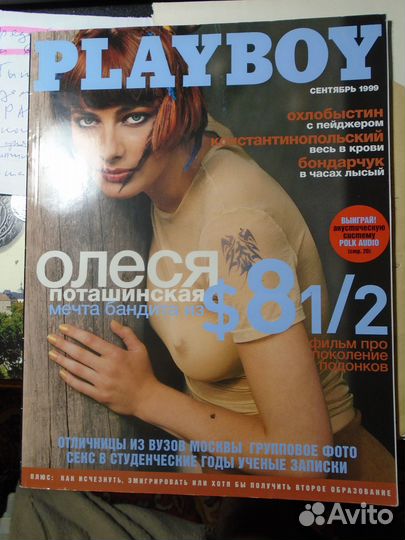 PLAYBOY
СЕНТЯБРЬ 1999
ОХЛОБЫСТИН
С ПЕЙДЖЕРОМ
КОНСТАНТИНОПОЛЬСКИЙ
ВЕСЬ В КРОВИ
БОНДАРЧУК
В ЧАСАХ ЛЫСЫЙ
ВЫИГРАЙ!
акустическую
систему
POLK AUDIO
(стр. 20)
ОЛЕСЯ
поташинская
мечта бандита из
$8 1/2
фильм про
поколение
подонков
ОТЛИЧНИЦЫ ИЗ ВУЗОВ МОСКВЫ ГРУППОВОЕ ФОТО
СЕКС В СТУДЕНЧЕСКИЕ ГОДЫ УЧЕНЫЕ ЗАПИСКИ
ПЛЮС: КАК ИСЧЕЗНУТЬ, ЭМИГРИРОВАТЬ ИЛИ ХОТЯ БЫ ПОЛУЧИТЬ ВТОРОЕ ОБРАЗОВАНИЕ
Avito